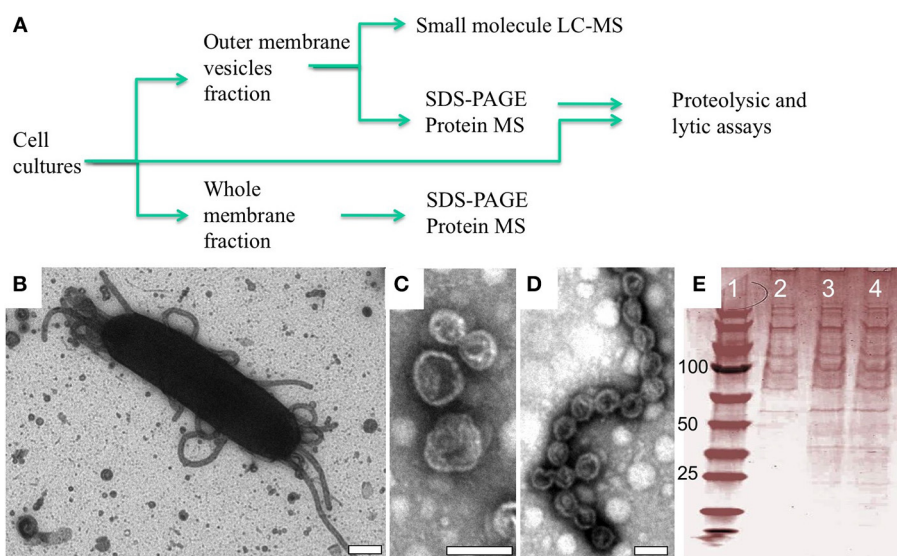 A
Small molecule LC-MS
Outer membrane
vesicles
fraction
SDS-PAGE
Protein MS
Proteolysic and
lytic assays
Cell
cultures
Whole
membrane
fraction
SDS-PAGE
Protein MS
B
C
D
E
1 2 3 4
100
50
25